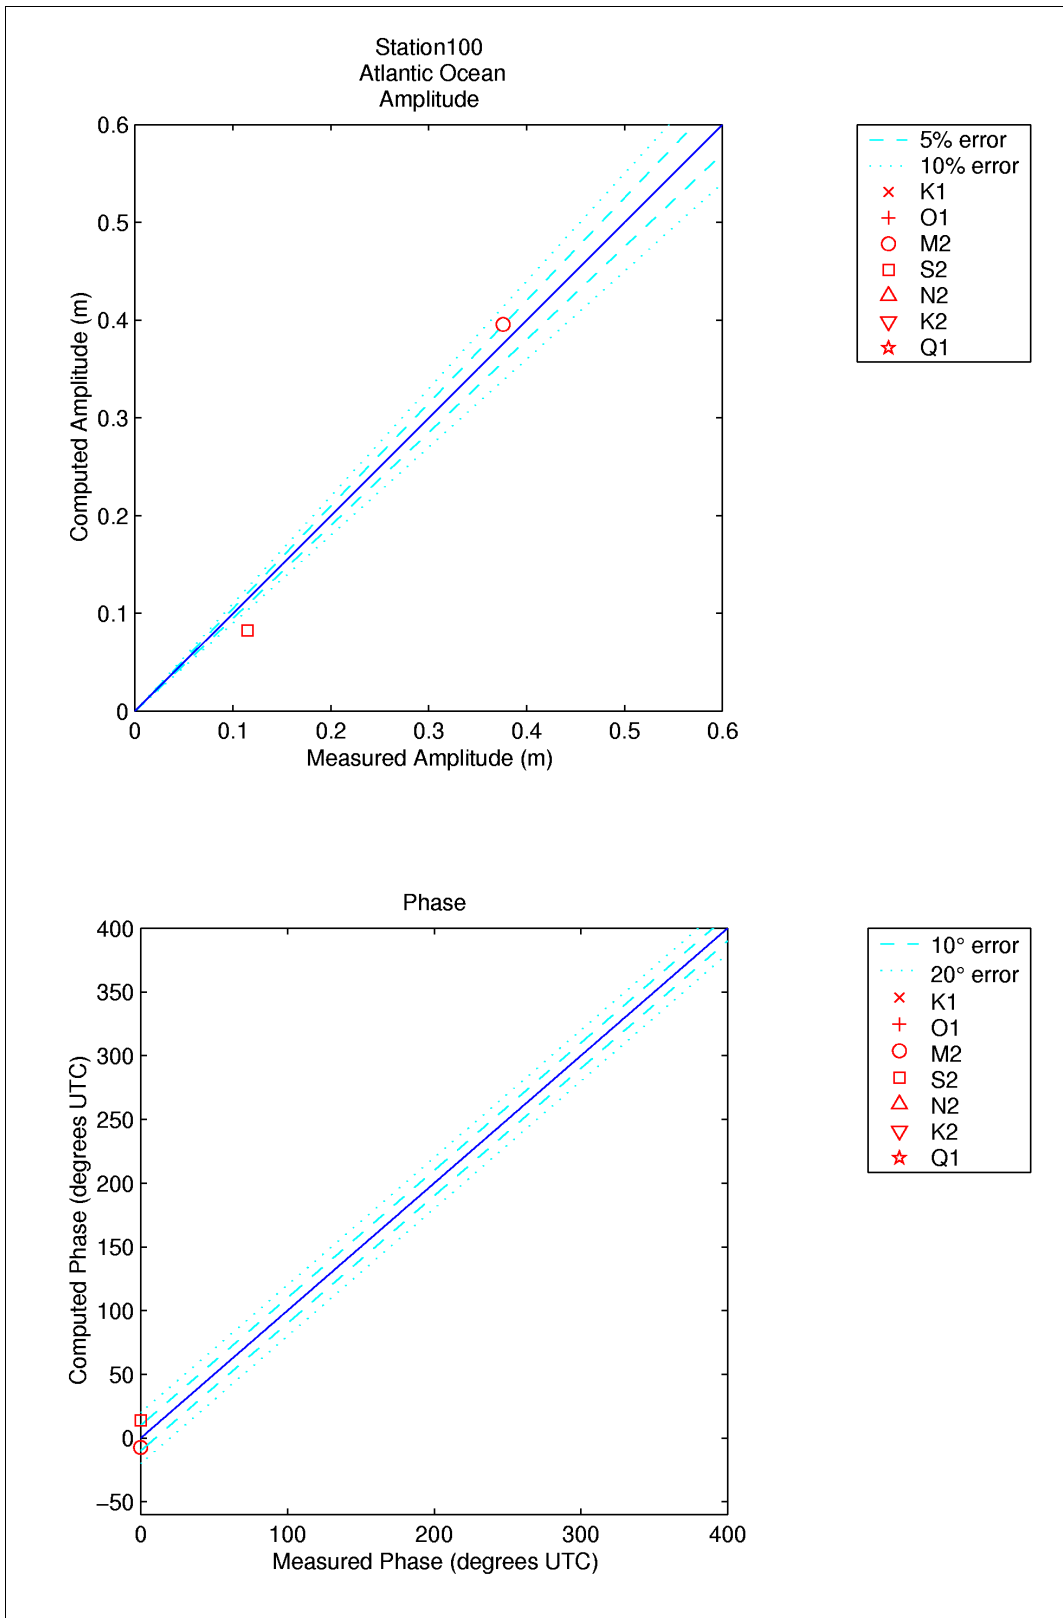 Station100
Atlantic Ocean
Amplitude
0.6
0.5
0.4
0.3
0.2
0.1
0
0 0.1 0.2 0.3 0.4 0.5 0.6
Computed Amplitude (m)
Measured Amplitude (m)
5% error
10% error
K1
O1
M2
S2
N2
K2
Q1
Phase
400
350
300
250
200
150
100
50
0
−50
0 100 200 300 400
Computed Phase (degrees UTC)
Measured Phase (degrees UTC)
10° error
20° error
K1
O1
M2
S2
N2
K2
Q1